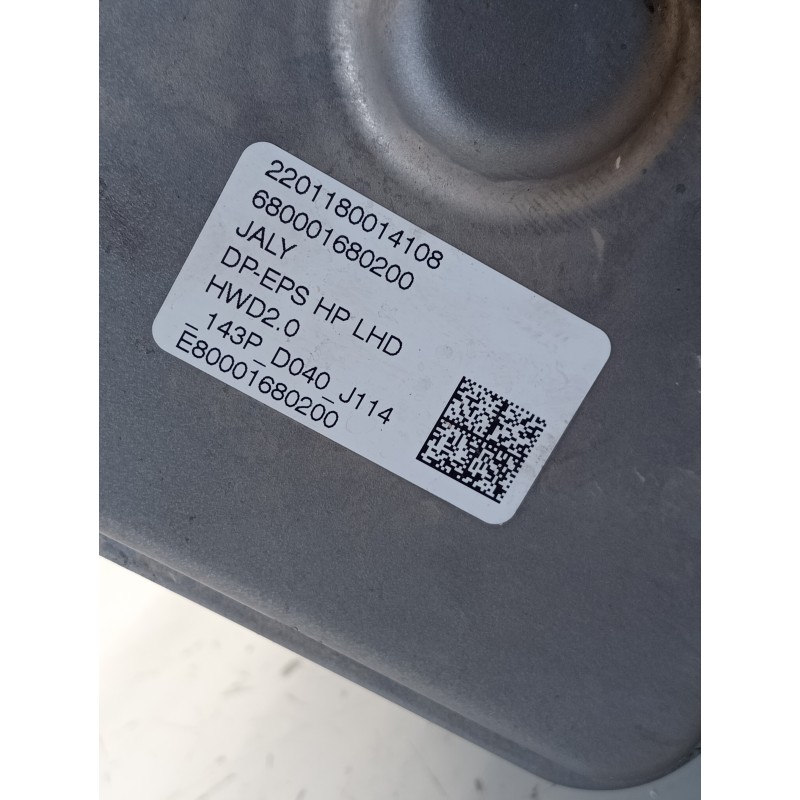 2201180014108
680001680200
JALY
DP-EPS HP LHD
HWD2.0
_143P_D040_J114
E80001680200